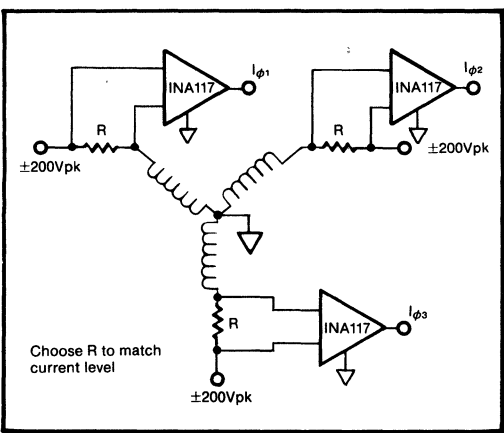 INA117
I𝜙1
R
±200Vpk
INA117
I𝜙2
R
±200Vpk
INA117
I𝜙3
R
±200Vpk
Choose R to match
current level